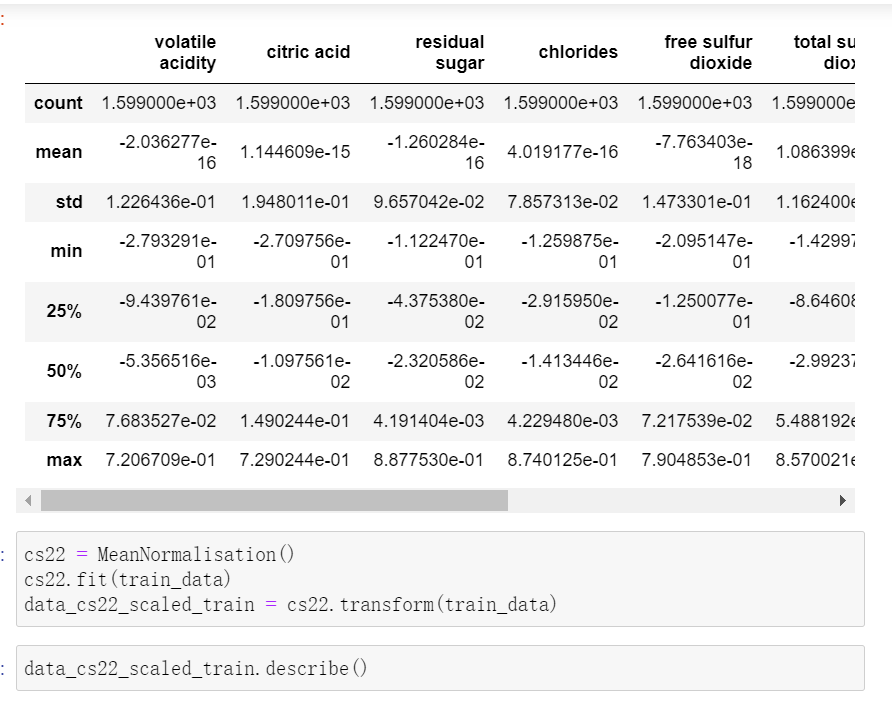 :
volatile acidity citric acid residual sugar chlorides free sulfur dioxide total su diox
count 1.599000e+03 1.599000e+03 1.599000e+03 1.599000e+03 1.599000e+03 1.599000e
mean -2.036277e-16 1.144609e-15 -1.260284e-16 4.019177e-16 -7.763403e-18 1.086399e
std 1.226436e-01 1.948011e-01 9.657042e-02 7.857313e-02 1.473301e-01 1.162400e
min -2.793291e-01 -2.709756e-01 -1.122470e-01 -1.259875e-01 -2.095147e-01 -1.42997
25% -9.439761e-02 -1.809756e-01 -4.375380e-02 -2.915950e-02 -1.250077e-01 -8.64608
50% -5.356516e-03 -1.097561e-02 -2.320586e-02 -1.413446e-02 -2.641616e-02 -2.99237
75% 7.683527e-02 1.490244e-01 4.191404e-03 4.229480e-03 7.217539e-02 5.488192e
max 7.206709e-01 7.290244e-01 8.877530e-01 8.740125e-01 7.904853e-01 8.570021e
: cs22 = MeanNormalisation()
cs22.fit(train_data)
data_cs22_scaled_train = cs22.transform(train_data)
: data_cs22_scaled_train.describe()